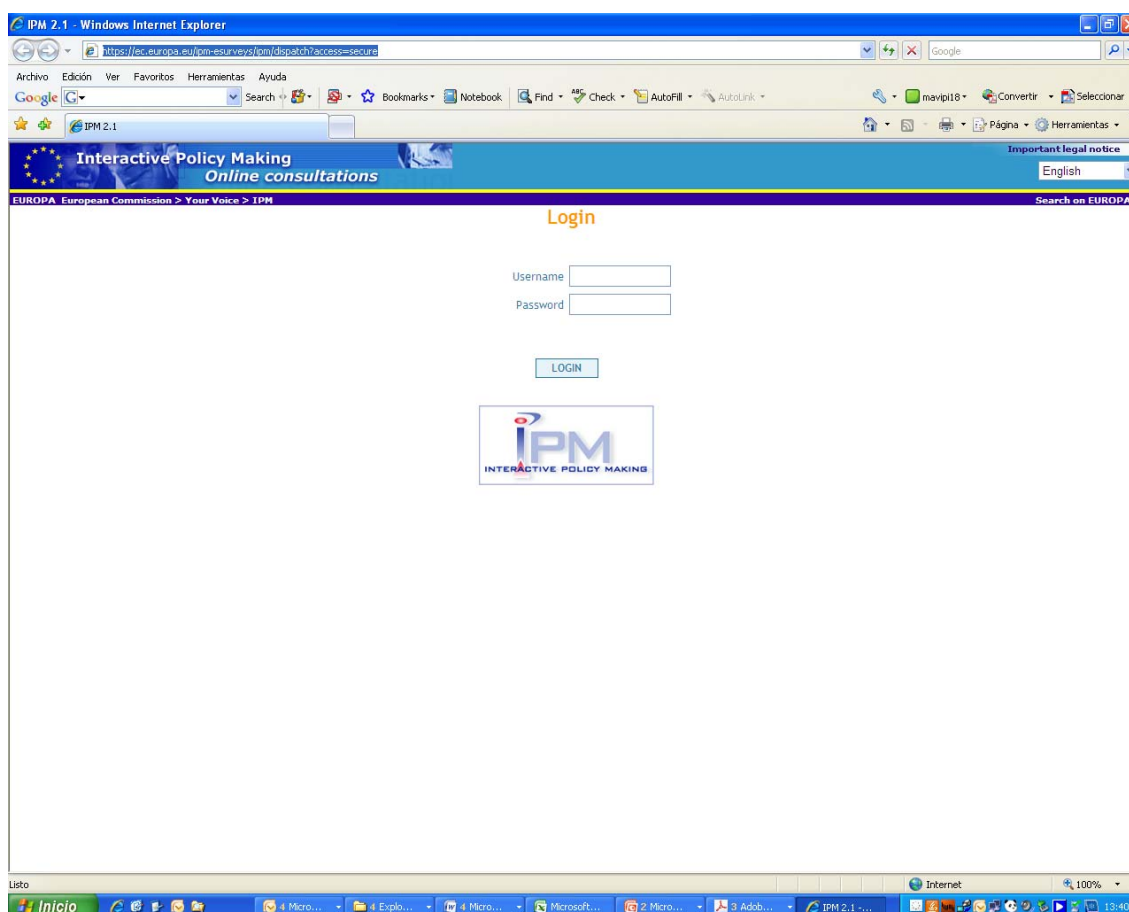 IPM 2.1 - Windows Internet Explorer
https://ec.europa.eu/ipm-esurveys/ipm/dispatch?access=secure
Google
Archivo Edición Ver Favoritos Herramientas Ayuda
Google G Search Bookmarks Notebook Find ABC Check AutoFill AutoLink mavipi18 Convertir Seleccionar
IPM 2.1 Página Herramientas
Important legal notice
Interactive Policy Making
Online consultations
English
EUROPA European Commission > Your Voice > IPM Search on EUROPA
Login
Username
Password
LOGIN
IPM
INTERACTIVE POLICY MAKING
Listo Internet 100%
Inicio 4 Micro... 4 Explo... 4 Micro... Microsoft... 2 Micro... 3 Adob... IPM 2.1 -... 13:40